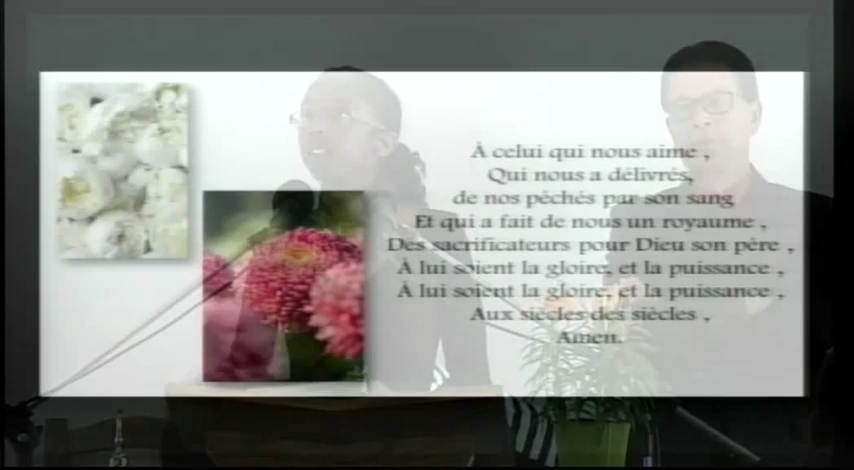 À celui qui nous aime ,
Qui nous a délivrés,
de nos péchés par son sang
Et qui a fait de nous un royaume ,
Des sacrificateurs pour Dieu son père ,
À lui soient la gloire, et la puissance ,
À lui soient la gloire, et la puissance ,
Aux siècles des siècles ,
Amen.